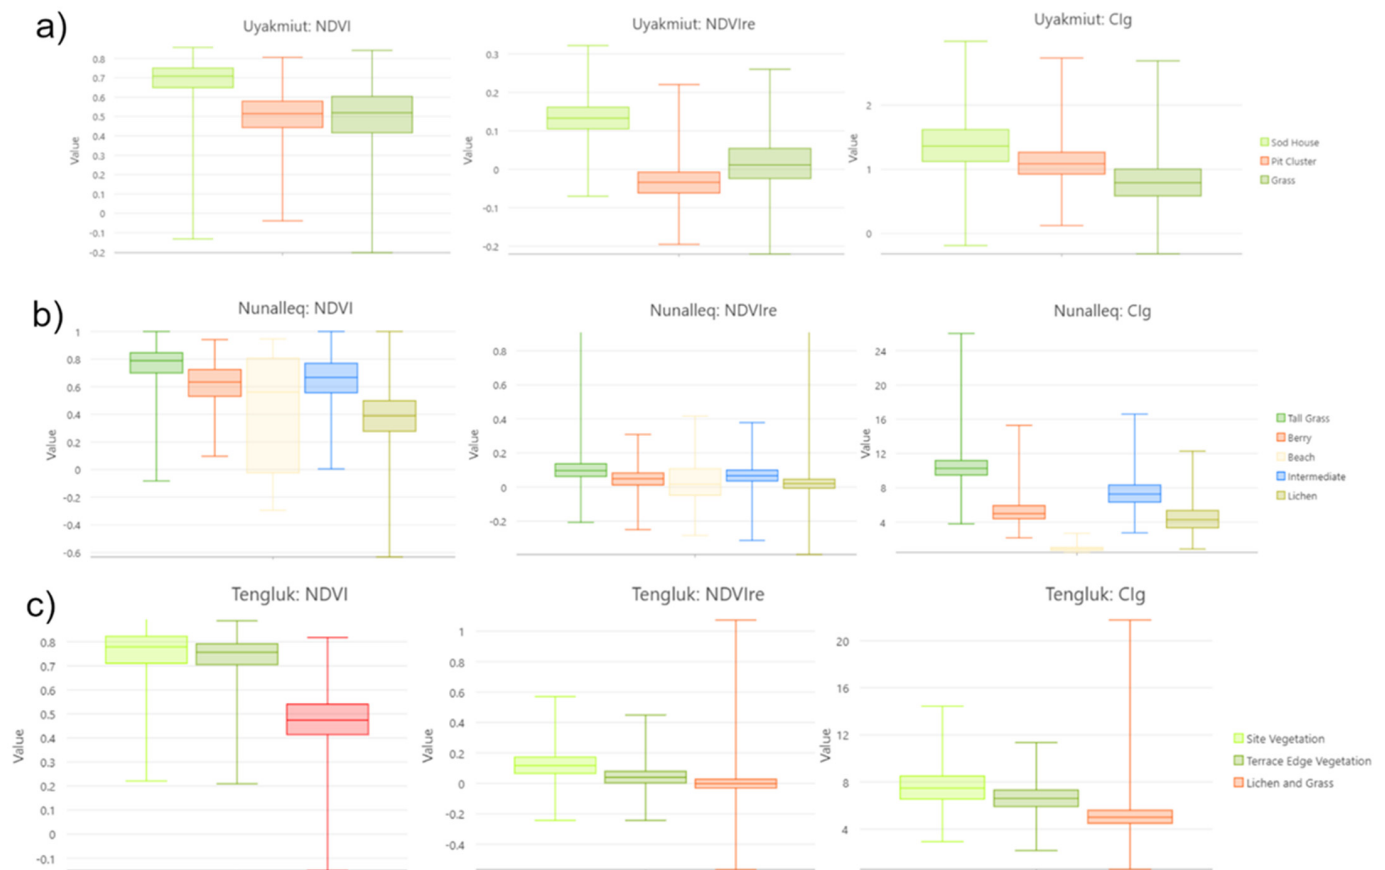 a)
Uyakmiut: NDVI
Value
0.8
0.7
0.6
0.5
0.4
0.3
0.2
0.1
0
-0.1
-0.2
Uyakmiut: NDVIre
Value
0.3
0.2
0.1
0
-0.1
-0.2
Uyakmiut: CIg
Value
2
1
0
Sod House
Pit Cluster
Grass
b)
Nunalleq: NDVI
Value
1
0.8
0.6
0.4
0.2
0
-0.2
-0.4
-0.6
Nunalleq: NDVIre
Value
0.8
0.6
0.4
0.2
0
-0.2
Nunalleq: CIg
Value
24
20
16
12
8
4
Tall Grass
Berry
Beach
Intermediate
Lichen
c)
Tengluk: NDVI
Value
0.8
0.7
0.6
0.5
0.4
0.3
0.2
0.1
0
-0.1
Tengluk: NDVIre
Value
1
0.8
0.6
0.4
0.2
0
-0.2
-0.4
Tengluk: CIg
Value
20
16
12
8
4
Site Vegetation
Terrace Edge Vegetation
Lichen and Grass